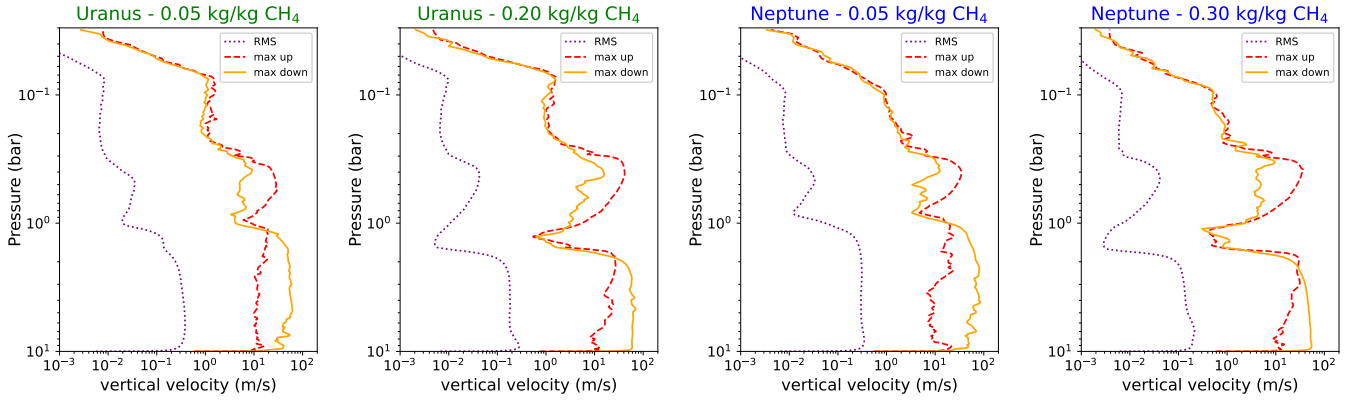 Uranus - 0.05 kg/kg CH₄
RMS
max up
max down
10⁻¹
10⁰
10¹
Pressure (bar)
10⁻³ 10⁻² 10⁻¹ 10⁰ 10¹ 10²
vertical velocity (m/s)
Uranus - 0.20 kg/kg CH₄
RMS
max up
max down
10⁻¹
10⁰
10¹
Pressure (bar)
10⁻³ 10⁻² 10⁻¹ 10⁰ 10¹ 10²
vertical velocity (m/s)
Neptune - 0.05 kg/kg CH₄
RMS
max up
max down
10⁻¹
10⁰
10¹
Pressure (bar)
10⁻³ 10⁻² 10⁻¹ 10⁰ 10¹ 10²
vertical velocity (m/s)
Neptune - 0.30 kg/kg CH₄
RMS
max up
max down
10⁻¹
10⁰
10¹
Pressure (bar)
10⁻³ 10⁻² 10⁻¹ 10⁰ 10¹ 10²
vertical velocity (m/s)